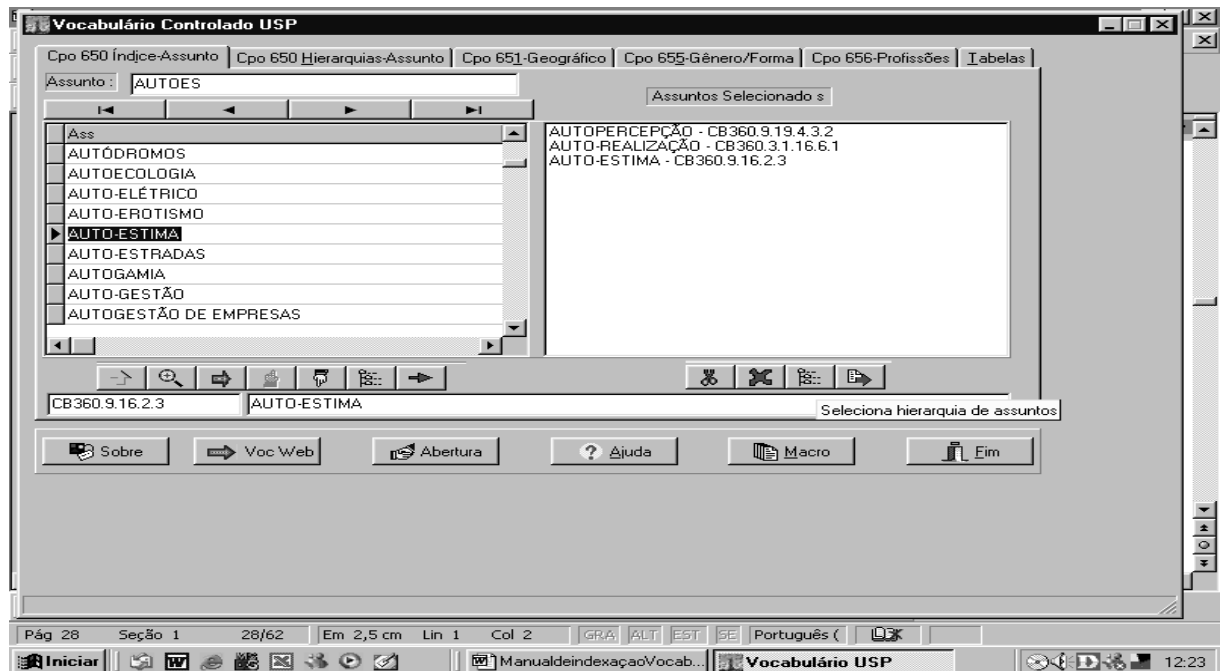 Vocabulário Controlado USP
Cpo 650 Índice-Assunto
Cpo 650 Hierarquias-Assunto
Cpo 651-Geográfico
Cpo 655-Gênero/Forma
Cpo 656-Profissões
Tabelas
Assunto :
AUTOES
Assuntos Selecionado s
Ass
AUTÓDROMOS
AUTOECOLOGIA
AUTO-ELÉTRICO
AUTO-EROTISMO
AUTO-ESTIMA
AUTO-ESTRADAS
AUTOGAMIA
AUTO-GESTÃO
AUTOGESTÃO DE EMPRESAS
AUTOPERCEPÇÃO - CB360.9.19.4.3.2
AUTO-REALIZAÇÃO - CB360.3.1.16.6.1
AUTO-ESTIMA - CB360.9.16.2.3
CB360.9.16.2.3
AUTO-ESTIMA
Seleciona hierarquia de assuntos
Sobre
Voc Web
Abertura
Ajuda
Macro
Fim
Pág 28 Seção 1 28/62 Em 2,5 cm Lin 1 Col 2 GRA ALT EST SE Português (
Iniciar
ManualdeindexaçaoVocab...
Vocabulário USP
12:23